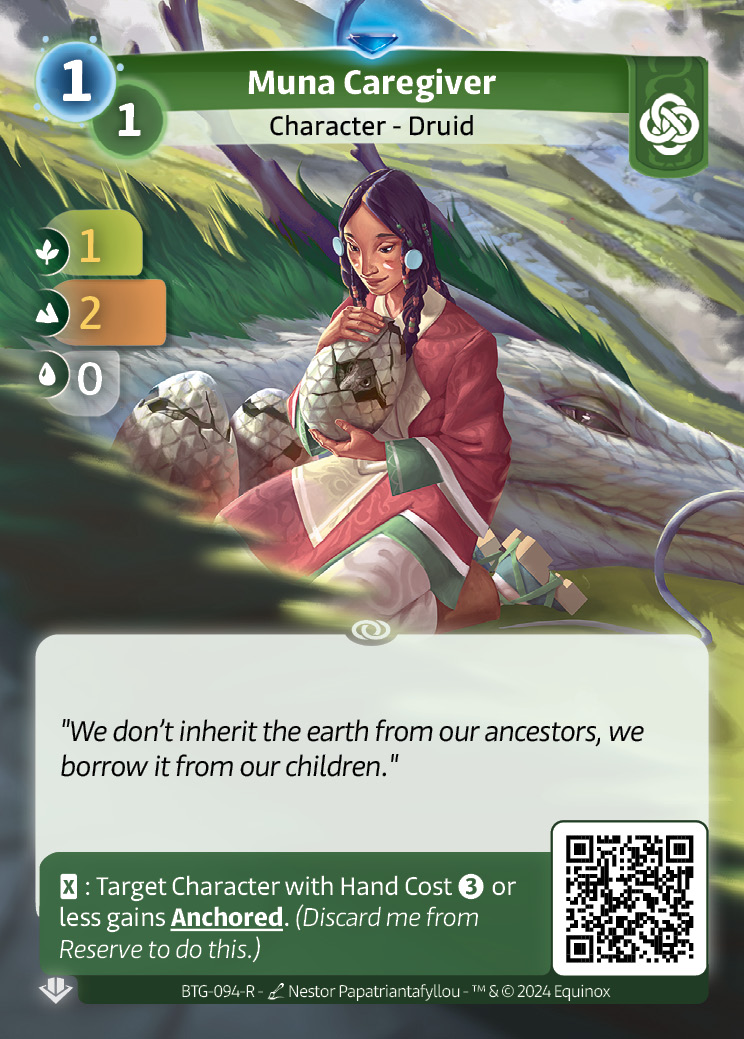 1
Muna Caregiver
1
Character - Druid
1
2
0
"We don’t inherit the earth from our ancestors, we
borrow it from our children."
X : Target Character with Hand Cost 3 or
less gains Anchored. (Discard me from
Reserve to do this.)
BTG-094-R - Nestor Papatriantafyllou - ™ & © 2024 Equinox